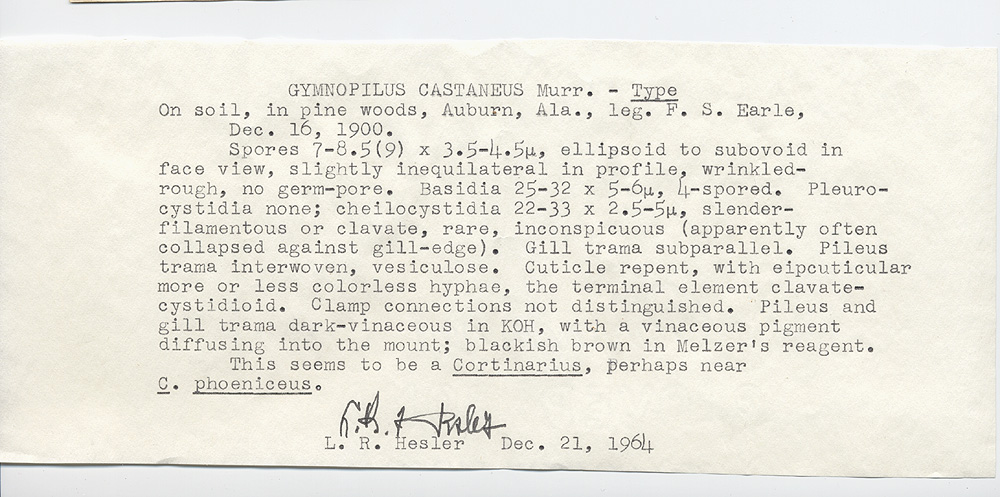 GYMNOPILUS CASTANEUS Murr. - Type
On soil, in pine woods, Auburn, Ala., leg. F. S. Earle,
Dec. 16, 1900.
Spores 7-8.5(9) x 3.5-4.5µ, ellipsoid to subovoid in
face view, slightly inequilateral in profile, wrinkled-
rough, no germ-pore. Basidia 25-32 x 5-6µ, 4-spored. Pleuro-
cystidia none; cheilocystidia 22-33 x 2.5-5µ, slender-
filamentous or clavate, rare, inconspicuous (apparently often
collapsed against gill-edge). Gill trama subparallel. Pileus
trama interwoven, vesiculose. Cuticle repent, with eipcuticular
more or less colorless hyphae, the terminal element clavate-
cystidioid. Clamp connections not distinguished. Pileus and
gill trama dark-vinaceous in KOH, with a vinaceous pigment
diffusing into the mount; blackish brown in Melzer's reagent.
This seems to be a Cortinarius, perhaps near
C. phoeniceus.
L. R. Hesler
L. R. Hesler Dec. 21, 1964